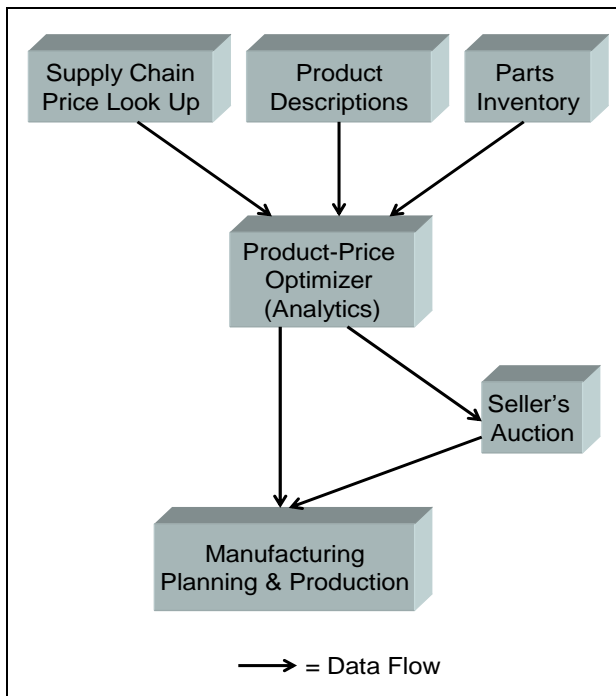 Supply Chain
Price Look Up
Product
Descriptions
Parts
Inventory
Product-Price
Optimizer
(Analytics)
Seller's
Auction
Manufacturing
Planning & Production
= Data Flow